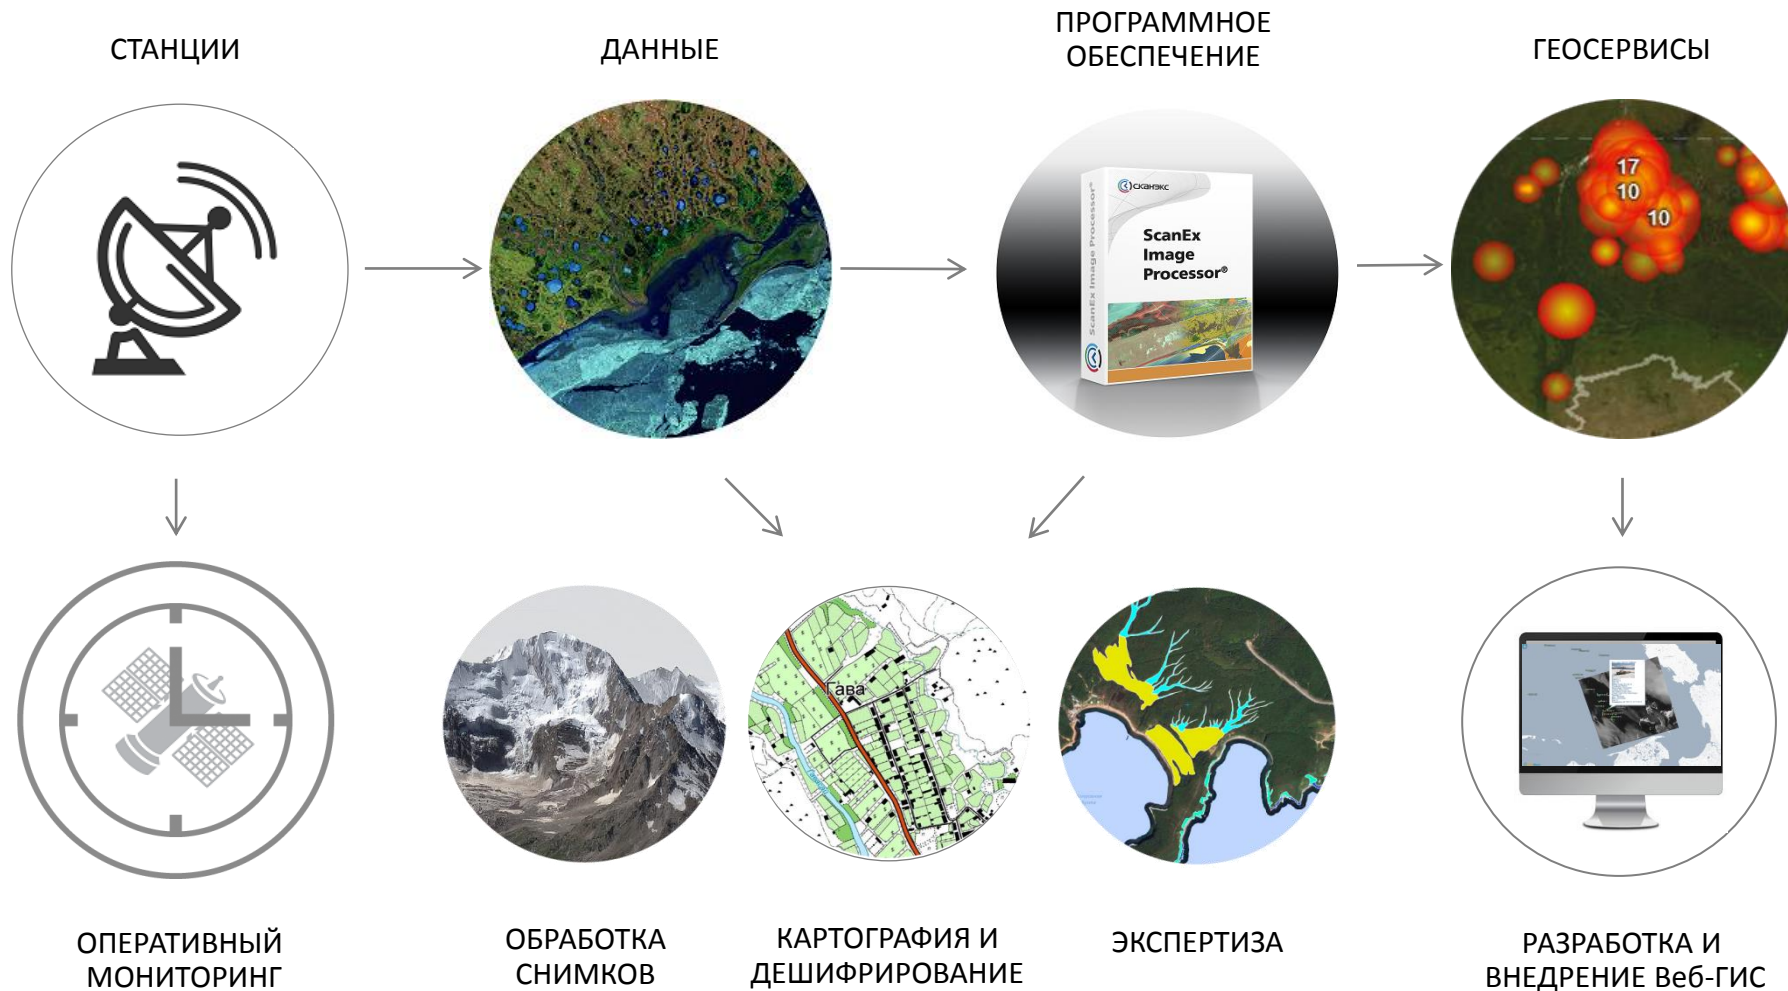 СТАНЦИИ
ДАННЫЕ
ПРОГРАММНОЕ
ОБЕСПЕЧЕНИЕ
ГЕОСЕРВИСЫ
сканэкс
ScanEx
Image
Processor®
ScanEx Image Processor®
17
10
10
Гава
ОПЕРАТИВНЫЙ
МОНИТОРИНГ
ОБРАБОТКА
СНИМКОВ
КАРТОГРАФИЯ И
ДЕШИФРИРОВАНИЕ
ЭКСПЕРТИЗА
РАЗРАБОТКА И
ВНЕДРЕНИЕ Веб-ГИС